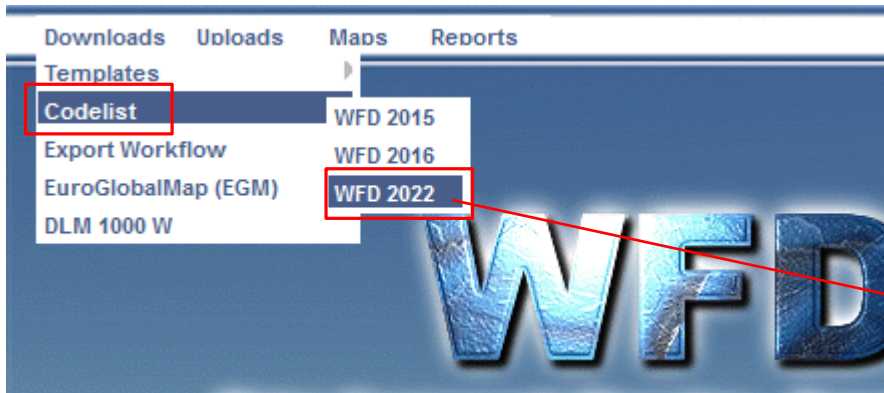 Downloads Uploads Maps Reports
Templates
Codelist
WFD 2015
Export Workflow
WFD 2016
EuroGlobalMap (EGM)
WFD 2022
DLM 1000 W
WFD